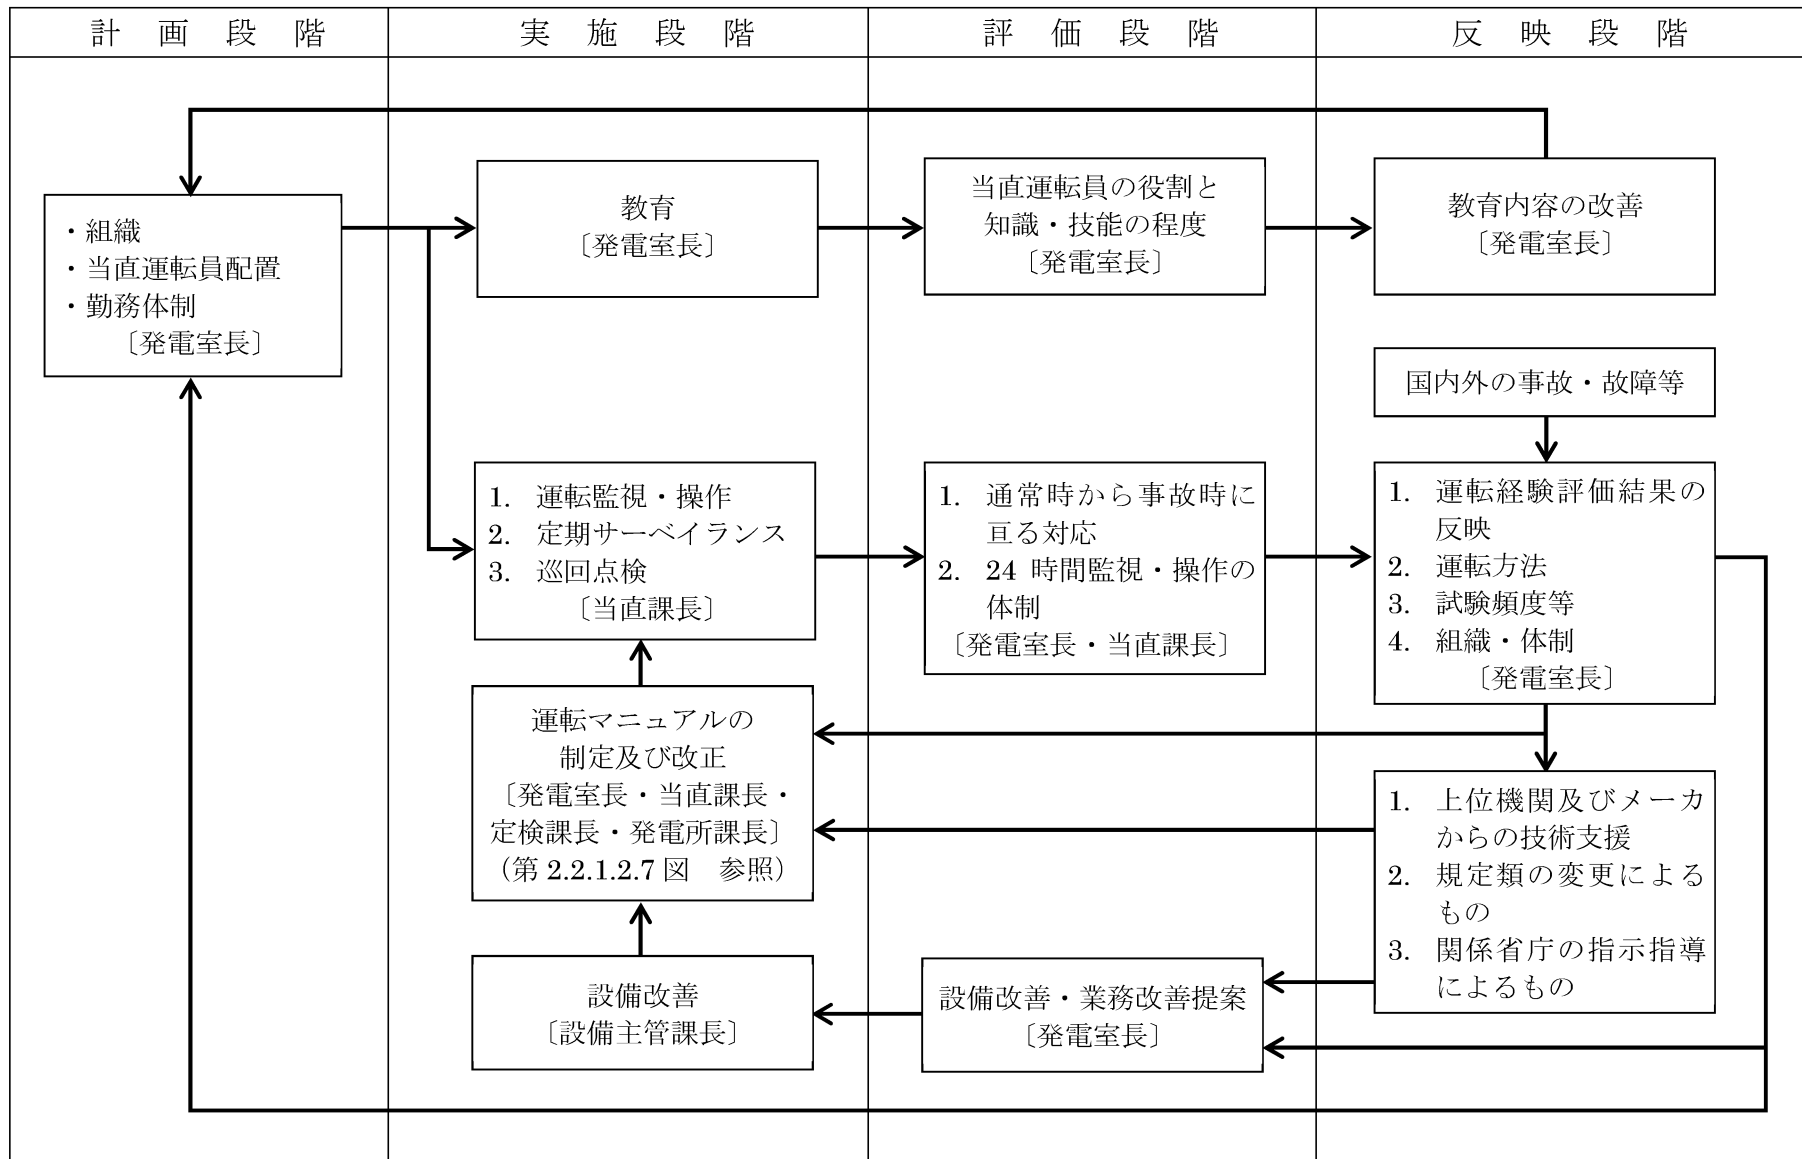 計画段階
実施段階
評価段階
反映段階
・組織
・当直運転員配置
・勤務体制
〔発電室長〕
教育
〔発電室長〕
当直運転員の役割と
知識・技能の程度
〔発電室長〕
教育内容の改善
〔発電室長〕
国内外の事故・故障等
1. 運転監視・操作
2. 定期サーベイランス
3. 巡回点検
〔当直課長〕
1. 通常時から事故時に
亘る対応
2. 24 時間監視・操作の
体制
〔発電室長・当直課長〕
1. 運転経験評価結果の
反映
2. 運転方法
3. 試験頻度等
4. 組織・体制
〔発電室長〕
運転マニュアルの
制定及び改正
〔発電室長・当直課長・
定検課長・発電所課長〕
（第 2.2.1.2.7 図　参照）
1. 上位機関及びメーカ
からの技術支援
2. 規定類の変更による
もの
3. 関係省庁の指示指導
によるもの
設備改善
〔設備主管課長〕
設備改善・業務改善提案
〔発電室長〕